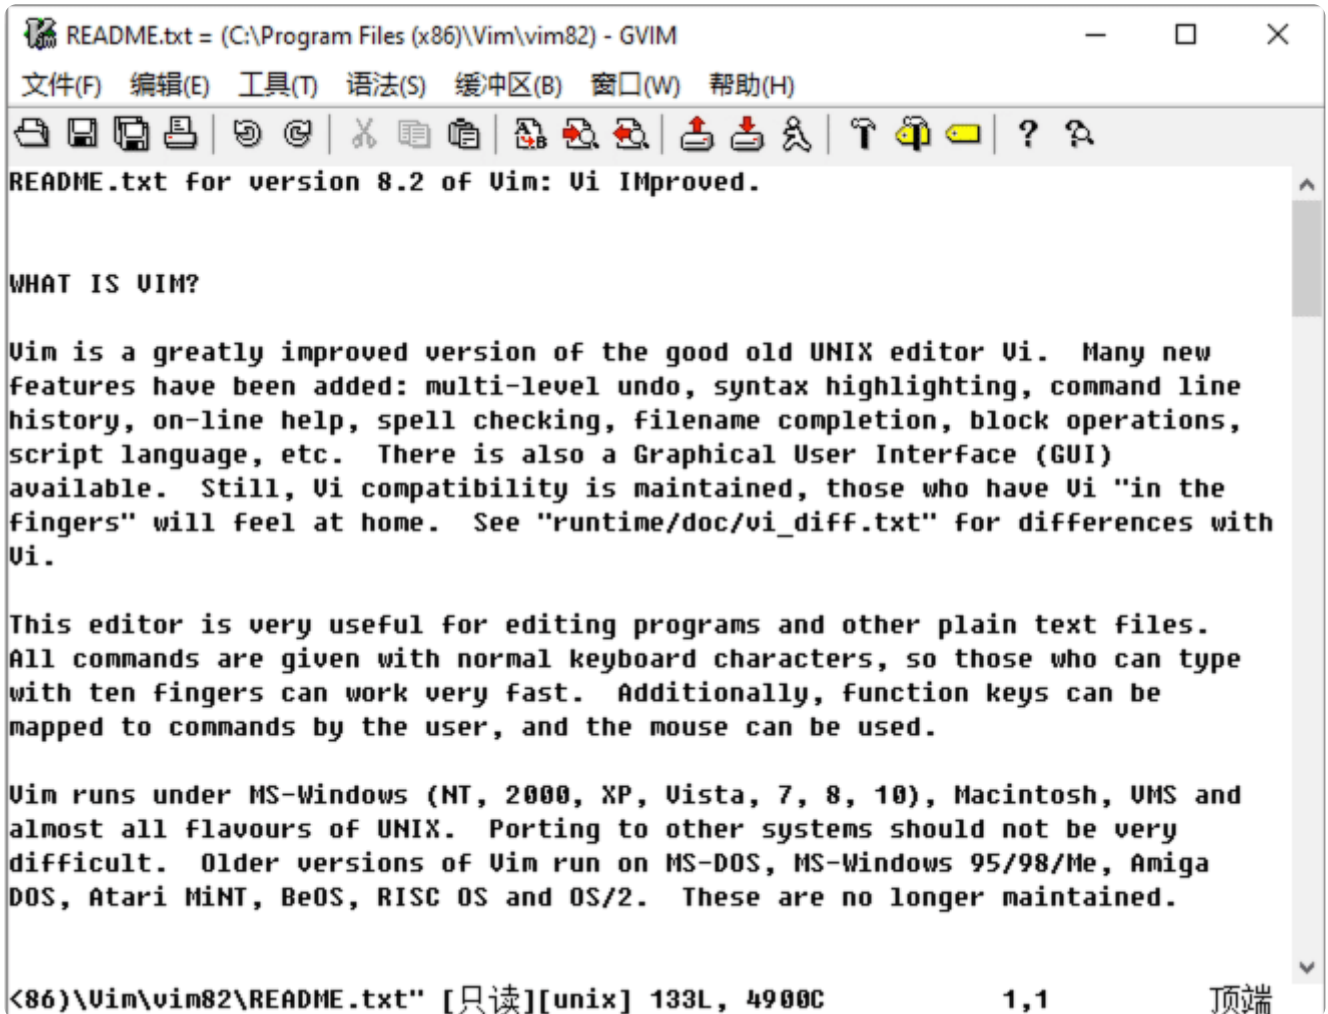 README.txt = (C:\Program Files (x86)\Vim\vim82) - GVIM
文件(F) 编辑(E) 工具(T) 语法(S) 缓冲区(B) 窗口(W) 帮助(H)
README.txt for version 8.2 of Vim: Vi IMproved.
WHAT IS VIM?
Vim is a greatly improved version of the good old UNIX editor Vi.  Many new
features have been added: multi-level undo, syntax highlighting, command line
history, on-line help, spell checking, filename completion, block operations,
script language, etc.  There is also a Graphical User Interface (GUI)
available.  Still, Vi compatibility is maintained, those who have Vi "in the
fingers" will feel at home.  See "runtime/doc/vi_diff.txt" for differences with
Vi.
This editor is very useful for editing programs and other plain text files.
All commands are given with normal keyboard characters, so those who can type
with ten fingers can work very fast.  Additionally, function keys can be
mapped to commands by the user, and the mouse can be used.
Vim runs under MS-Windows (NT, 2000, XP, Vista, 7, 8, 10), Macintosh, VMS and
almost all flavours of UNIX.  Porting to other systems should not be very
difficult.  Older versions of Vim run on MS-DOS, MS-Windows 95/98/Me, Amiga
DOS, Atari MiNT, BeOS, RISC OS and OS/2.  These are no longer maintained.
<86)\Vim\vim82\README.txt" [只读][unix] 133L, 4900C 1,1 顶端